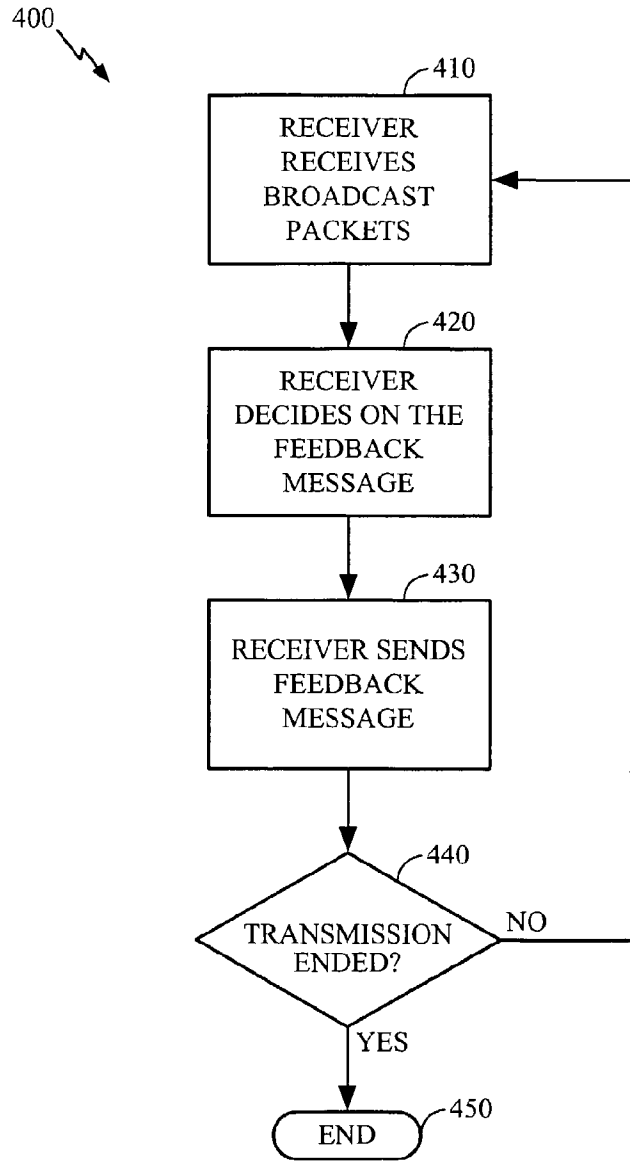 400
410
RECEIVER
RECEIVES
BROADCAST
PACKETS
420
RECEIVER
DECIDES ON THE
FEEDBACK
MESSAGE
430
RECEIVER SENDS
FEEDBACK
MESSAGE
440
TRANSMISSION
ENDED?
NO
YES
450
END